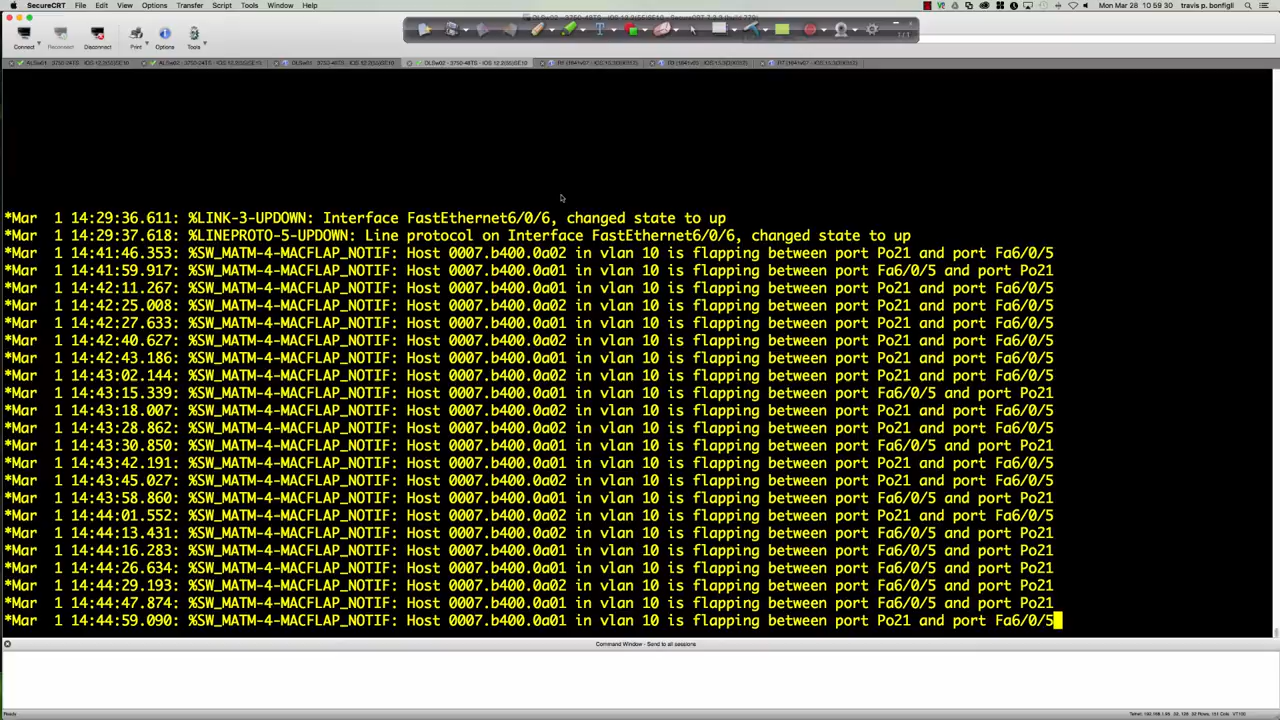 SecureCRT File Edit View Options Transfer Script Tools Window Help
Mon Mar 28 10:59:30 travis p. bonfigli
Connect Reconnect Disconnect Print Options Tools
1/1
*Mar 1 14:29:36.611: %LINK-3-UPDOWN: Interface FastEthernet6/0/6, changed state to up
*Mar 1 14:29:37.618: %LINEPROTO-5-UPDOWN: Line protocol on Interface FastEthernet6/0/6, changed state to up
*Mar 1 14:41:46.353: %SW_MATM-4-MACFLAP_NOTIF: Host 0007.b400.0a02 in vlan 10 is flapping between port Po21 and port Fa6/0/5
*Mar 1 14:41:59.917: %SW_MATM-4-MACFLAP_NOTIF: Host 0007.b400.0a01 in vlan 10 is flapping between port Fa6/0/5 and port Po21
*Mar 1 14:42:11.267: %SW_MATM-4-MACFLAP_NOTIF: Host 0007.b400.0a01 in vlan 10 is flapping between port Po21 and port Fa6/0/5
*Mar 1 14:42:25.008: %SW_MATM-4-MACFLAP_NOTIF: Host 0007.b400.0a02 in vlan 10 is flapping between port Po21 and port Fa6/0/5
*Mar 1 14:42:27.633: %SW_MATM-4-MACFLAP_NOTIF: Host 0007.b400.0a01 in vlan 10 is flapping between port Po21 and port Fa6/0/5
*Mar 1 14:42:40.627: %SW_MATM-4-MACFLAP_NOTIF: Host 0007.b400.0a02 in vlan 10 is flapping between port Po21 and port Fa6/0/5
*Mar 1 14:42:43.186: %SW_MATM-4-MACFLAP_NOTIF: Host 0007.b400.0a01 in vlan 10 is flapping between port Po21 and port Fa6/0/5
*Mar 1 14:43:02.144: %SW_MATM-4-MACFLAP_NOTIF: Host 0007.b400.0a02 in vlan 10 is flapping between port Po21 and port Fa6/0/5
*Mar 1 14:43:15.339: %SW_MATM-4-MACFLAP_NOTIF: Host 0007.b400.0a01 in vlan 10 is flapping between port Fa6/0/5 and port Po21
*Mar 1 14:43:18.007: %SW_MATM-4-MACFLAP_NOTIF: Host 0007.b400.0a02 in vlan 10 is flapping between port Po21 and port Fa6/0/5
*Mar 1 14:43:28.862: %SW_MATM-4-MACFLAP_NOTIF: Host 0007.b400.0a02 in vlan 10 is flapping between port Po21 and port Fa6/0/5
*Mar 1 14:43:30.850: %SW_MATM-4-MACFLAP_NOTIF: Host 0007.b400.0a01 in vlan 10 is flapping between port Fa6/0/5 and port Po21
*Mar 1 14:43:42.191: %SW_MATM-4-MACFLAP_NOTIF: Host 0007.b400.0a01 in vlan 10 is flapping between port Po21 and port Fa6/0/5
*Mar 1 14:43:45.027: %SW_MATM-4-MACFLAP_NOTIF: Host 0007.b400.0a02 in vlan 10 is flapping between port Po21 and port Fa6/0/5
*Mar 1 14:43:58.860: %SW_MATM-4-MACFLAP_NOTIF: Host 0007.b400.0a01 in vlan 10 is flapping between port Fa6/0/5 and port Po21
*Mar 1 14:44:01.552: %SW_MATM-4-MACFLAP_NOTIF: Host 0007.b400.0a02 in vlan 10 is flapping between port Po21 and port Fa6/0/5
*Mar 1 14:44:13.431: %SW_MATM-4-MACFLAP_NOTIF: Host 0007.b400.0a02 in vlan 10 is flapping between port Fa6/0/5 and port Po21
*Mar 1 14:44:16.283: %SW_MATM-4-MACFLAP_NOTIF: Host 0007.b400.0a01 in vlan 10 is flapping between port Fa6/0/5 and port Po21
*Mar 1 14:44:26.634: %SW_MATM-4-MACFLAP_NOTIF: Host 0007.b400.0a01 in vlan 10 is flapping between port Fa6/0/5 and port Po21
*Mar 1 14:44:29.193: %SW_MATM-4-MACFLAP_NOTIF: Host 0007.b400.0a02 in vlan 10 is flapping between port Fa6/0/5 and port Po21
*Mar 1 14:44:47.874: %SW_MATM-4-MACFLAP_NOTIF: Host 0007.b400.0a01 in vlan 10 is flapping between port Fa6/0/5 and port Po21
*Mar 1 14:44:59.090: %SW_MATM-4-MACFLAP_NOTIF: Host 0007.b400.0a01 in vlan 10 is flapping between port Po21 and port Fa6/0/5
Command Window - Send to all sessions
Ready